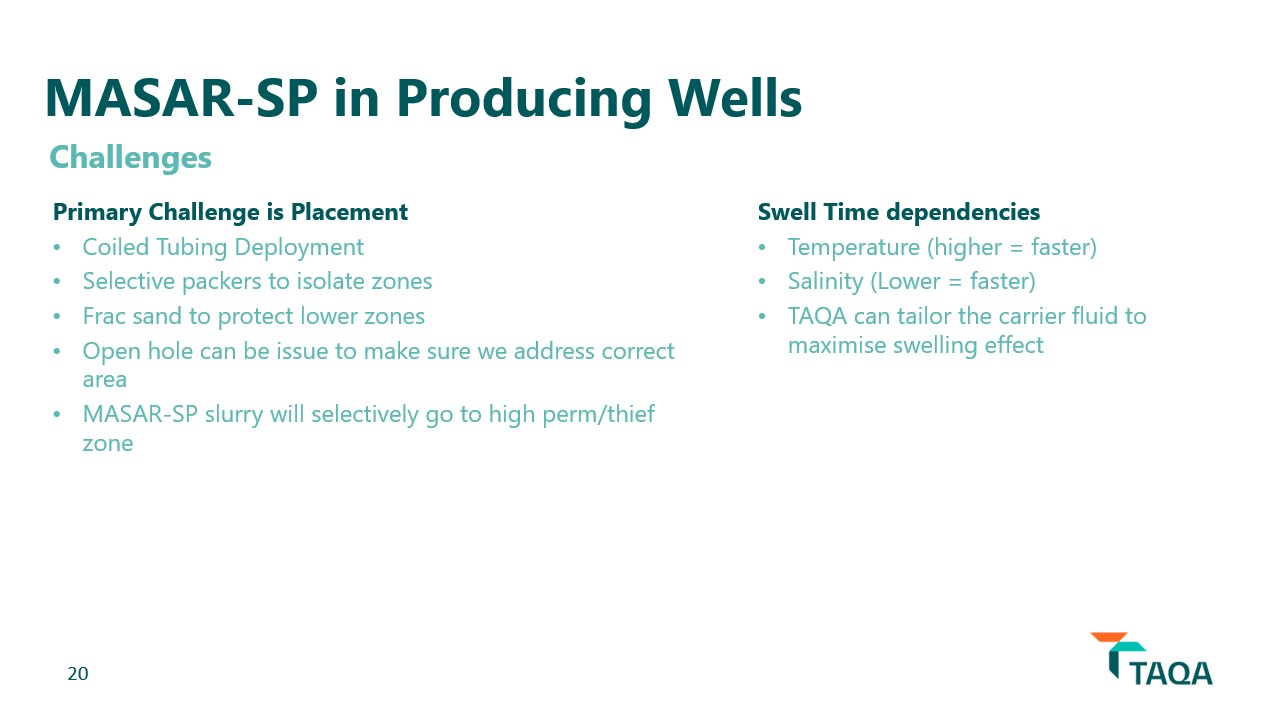 MASAR-SP in Producing Wells
Challenges
Primary Challenge is Placement
• Coiled Tubing Deployment
• Selective packers to isolate zones
• Frac sand to protect lower zones
• Open hole can be issue to make sure we address correct
area
• MASAR-SP slurry will selectively go to high perm/thief
zone
Swell Time dependencies
• Temperature (higher = faster)
• Salinity (Lower = faster)
• TAQA can tailor the carrier fluid to
maximise swelling effect
20
TAQA